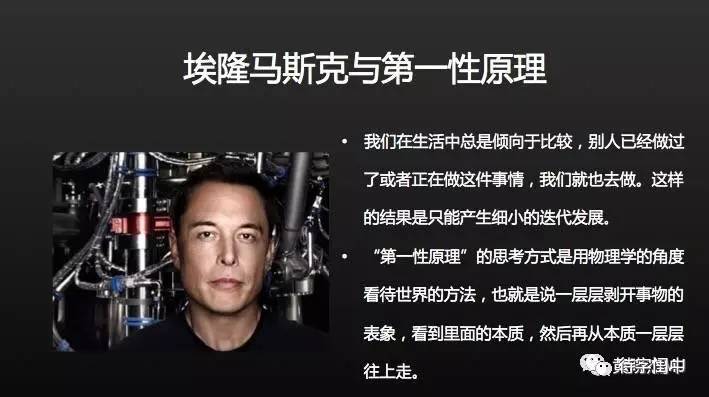 埃隆马斯克与第一性原理
• 我们在生活中总是倾向于比较，别人已经做过
了或者正在做这件事情，我们就也去做。这样
的结果是只能产生细小的迭代发展。
• “第一性原理”的思考方式是用物理学的角度
看待世界的方法，也就是说一层层剥开事物的
表象，看到里面的本质，然后再从本质一层层
往上走。